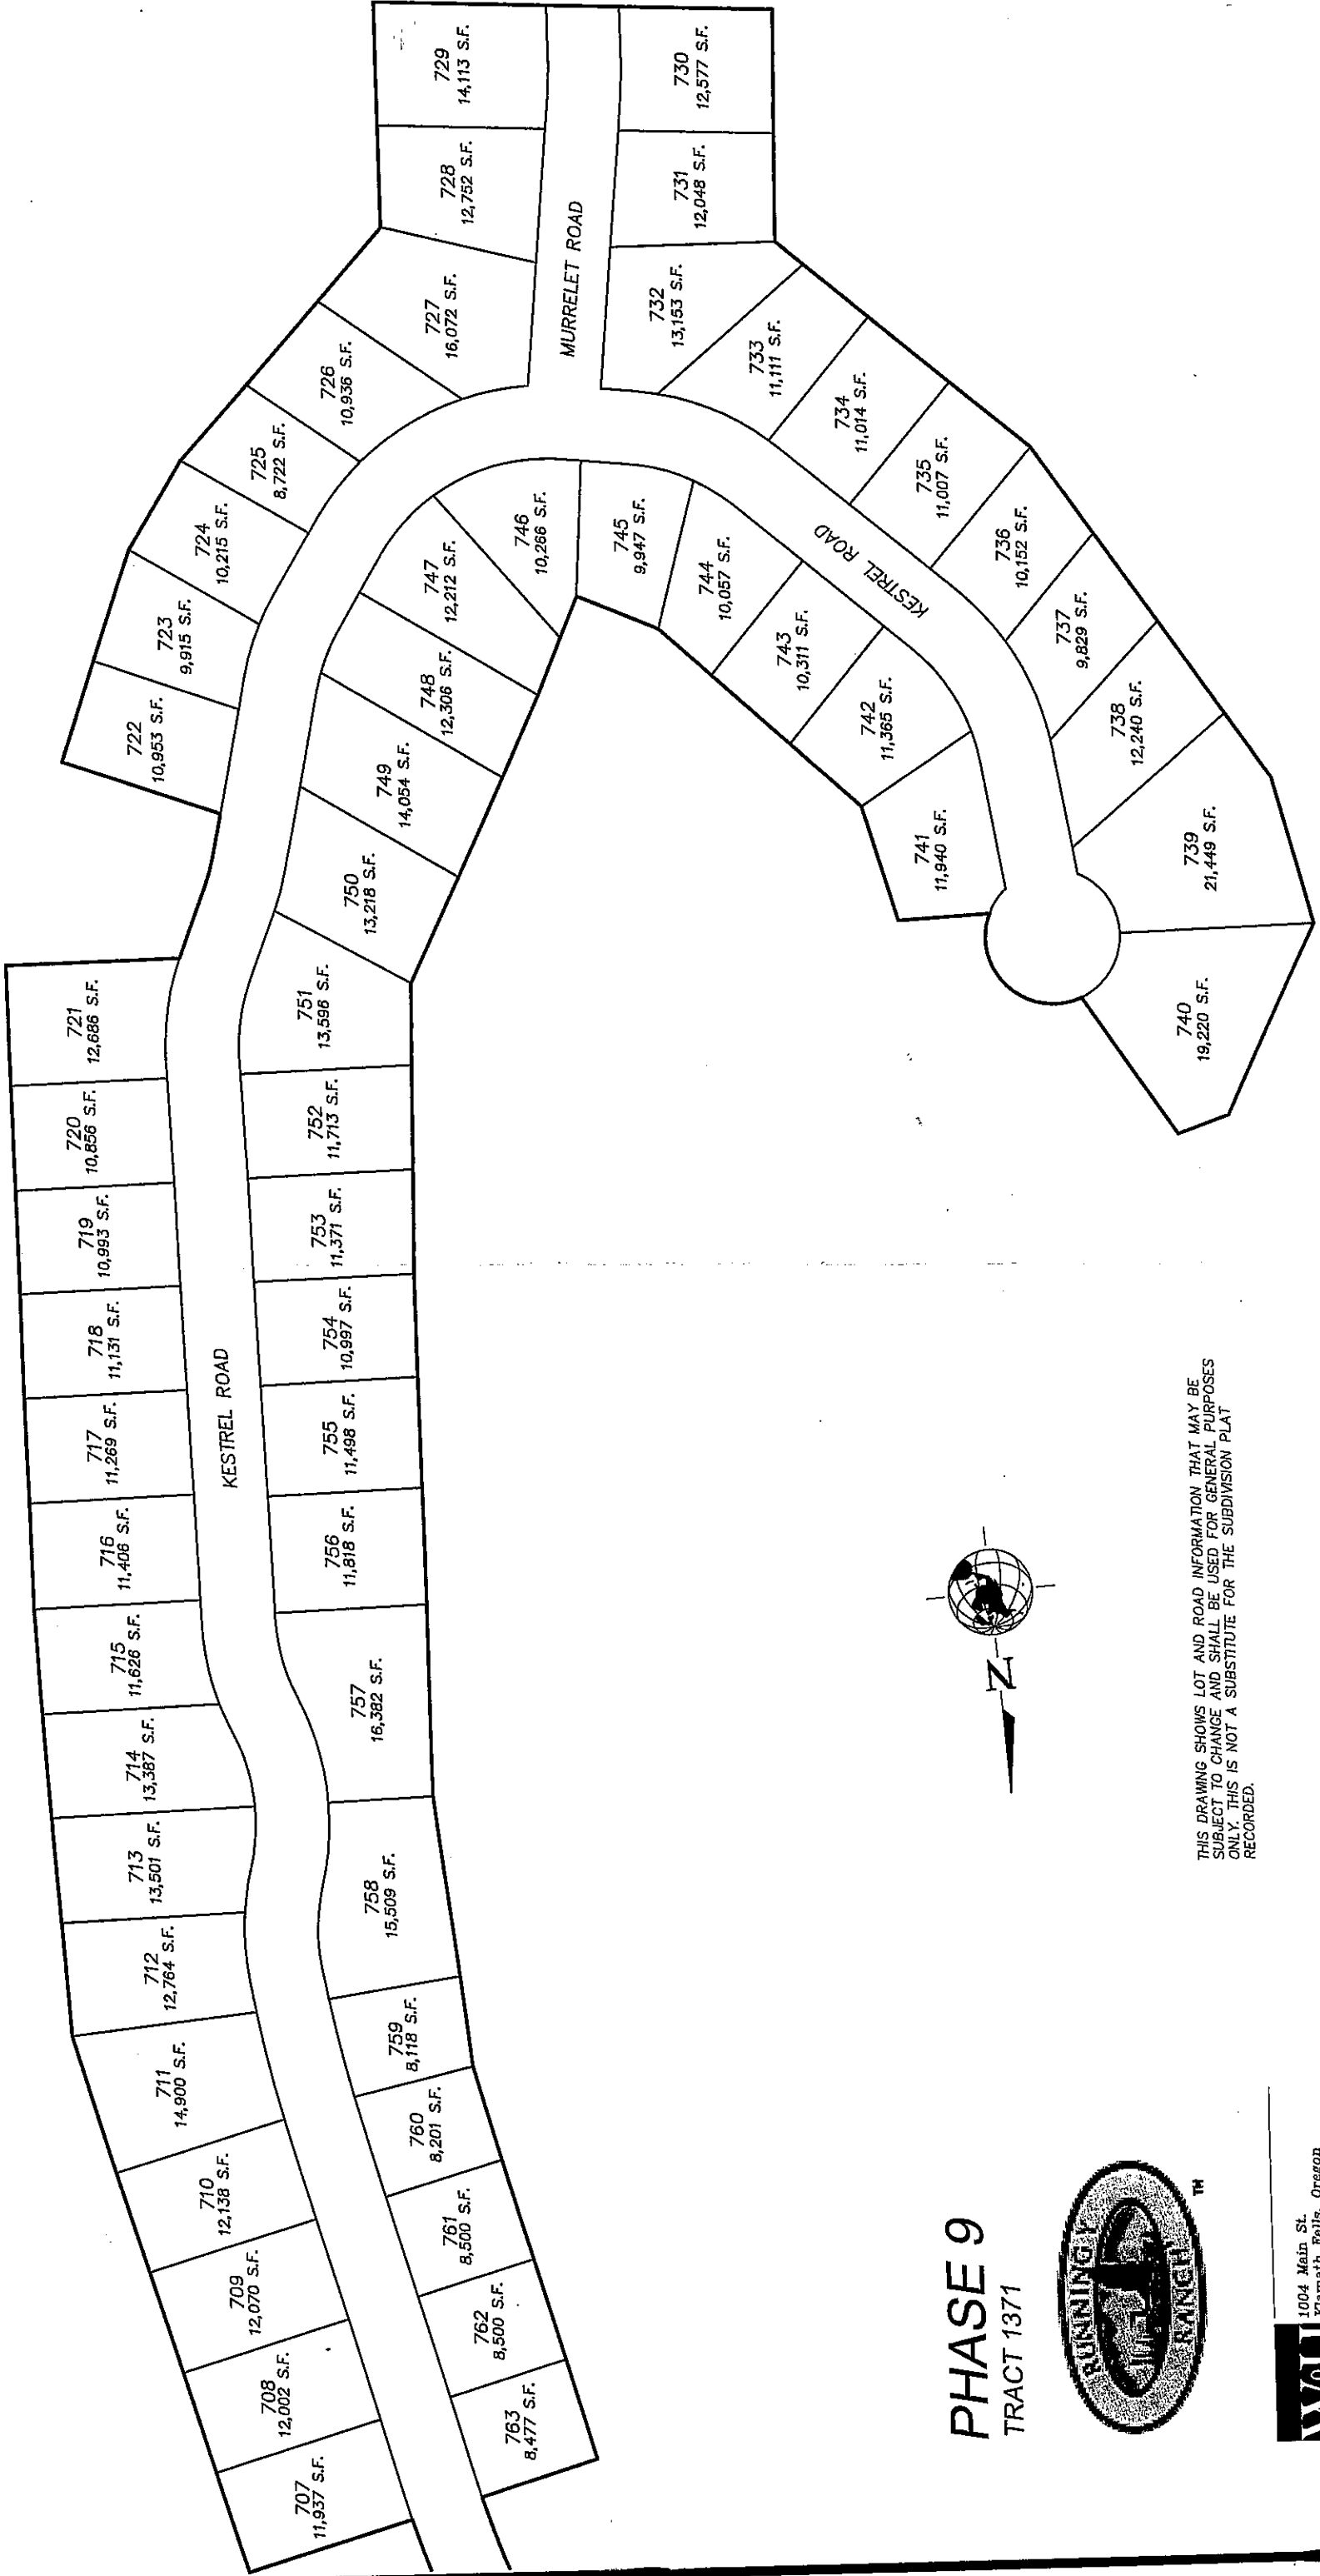 707
11,937 S.F.
708
12,002 S.F.
709
12,070 S.F.
710
12,138 S.F.
711
14,900 S.F.
712
12,764 S.F.
713
13,501 S.F.
714
13,387 S.F.
715
11,626 S.F.
716
11,406 S.F.
717
11,269 S.F.
718
11,131 S.F.
719
10,993 S.F.
720
10,856 S.F.
721
12,686 S.F.
722
10,953 S.F.
723
9,915 S.F.
724
10,215 S.F.
725
8,722 S.F.
726
10,936 S.F.
727
16,072 S.F.
728
12,752 S.F.
729
14,113 S.F.
MURRELET ROAD
730
12,577 S.F.
731
12,048 S.F.
732
13,153 S.F.
733
11,111 S.F.
734
11,014 S.F.
735
11,007 S.F.
736
10,152 S.F.
737
9,829 S.F.
738
12,240 S.F.
739
21,449 S.F.
740
19,220 S.F.
741
11,940 S.F.
742
11,365 S.F.
743
10,311 S.F.
744
10,057 S.F.
745
9,947 S.F.
746
10,266 S.F.
747
12,212 S.F.
748
12,306 S.F.
749
14,054 S.F.
750
13,218 S.F.
751
13,596 S.F.
752
11,713 S.F.
753
11,371 S.F.
754
10,997 S.F.
755
11,498 S.F.
756
11,818 S.F.
757
16,382 S.F.
758
15,509 S.F.
759
8,118 S.F.
760
8,201 S.F.
761
8,500 S.F.
762
8,500 S.F.
763
8,477 S.F.
KESTREL ROAD
KESTREL ROAD
N
PHASE 9
TRACT 1371
RUNNING Y
RANCH
TM
THIS DRAWING SHOWS LOT AND ROAD INFORMATION THAT MAY BE
SUBJECT TO CHANGE AND SHALL BE USED FOR GENERAL PURPOSES
ONLY. THIS IS NOT A SUBSTITUTE FOR THE SUBDIVISION PLAT
RECORDED.
1004 Main St.
Klamath Falls, Oregon